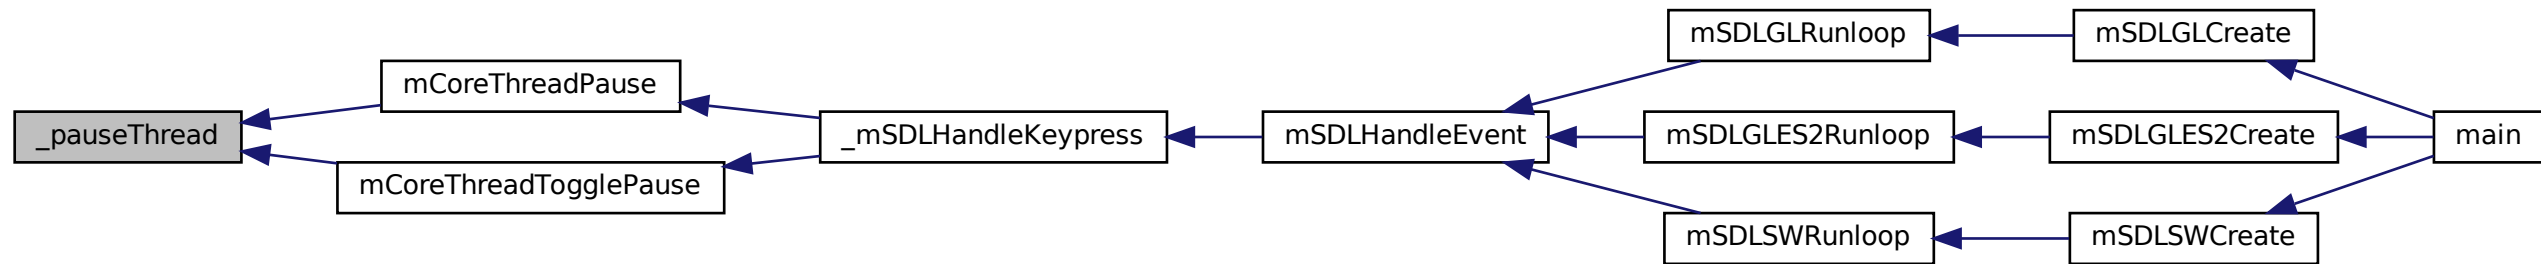 _pauseThread
mCoreThreadPause
mCoreThreadTogglePause
_mSDLHandleKeypress
mSDLHandleEvent
mSDLGLRunloop
mSDLGLES2Runloop
mSDLSWRunloop
mSDLGLCreate
mSDLGLES2Create
mSDLSWCreate
main